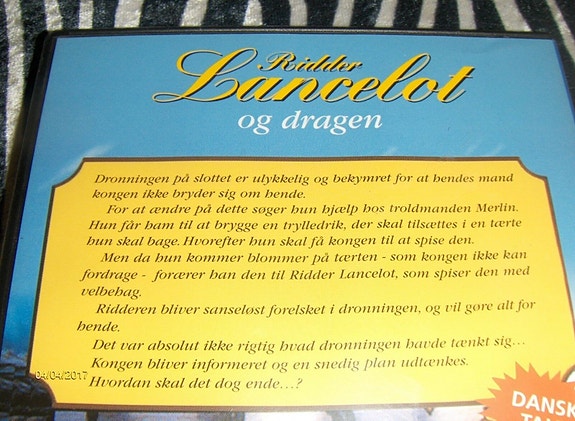 Ridder
Lancelot
og dragen
Dronningen på slottet er ulykkelig og bekymret for at hendes mand
kongen ikke bryder sig om hende.
For at ændre på dette søger hun hjælp hos troldmanden Merlin.
Hun får ham til at brygge en trylledrik, der skal tilsættes i en tærte
hun skal bage. Hvorefter hun skal få kongen til at spise den.
Men da hun kommer blommer på tærten - som kongen ikke kan
fordrage - forærer han den til Ridder Lancelot, som spiser den med
velbehag.
Ridderen bliver sanseløst forelsket i dronningen, og vil gøre alt for
hende.
Det var absolut ikke rigtig hvad dronningen havde tænkt sig...
Kongen bliver informeret og en snedig plan udtænkes.
Hvordan skal det dog ende...?
04/04/2017
DANSK